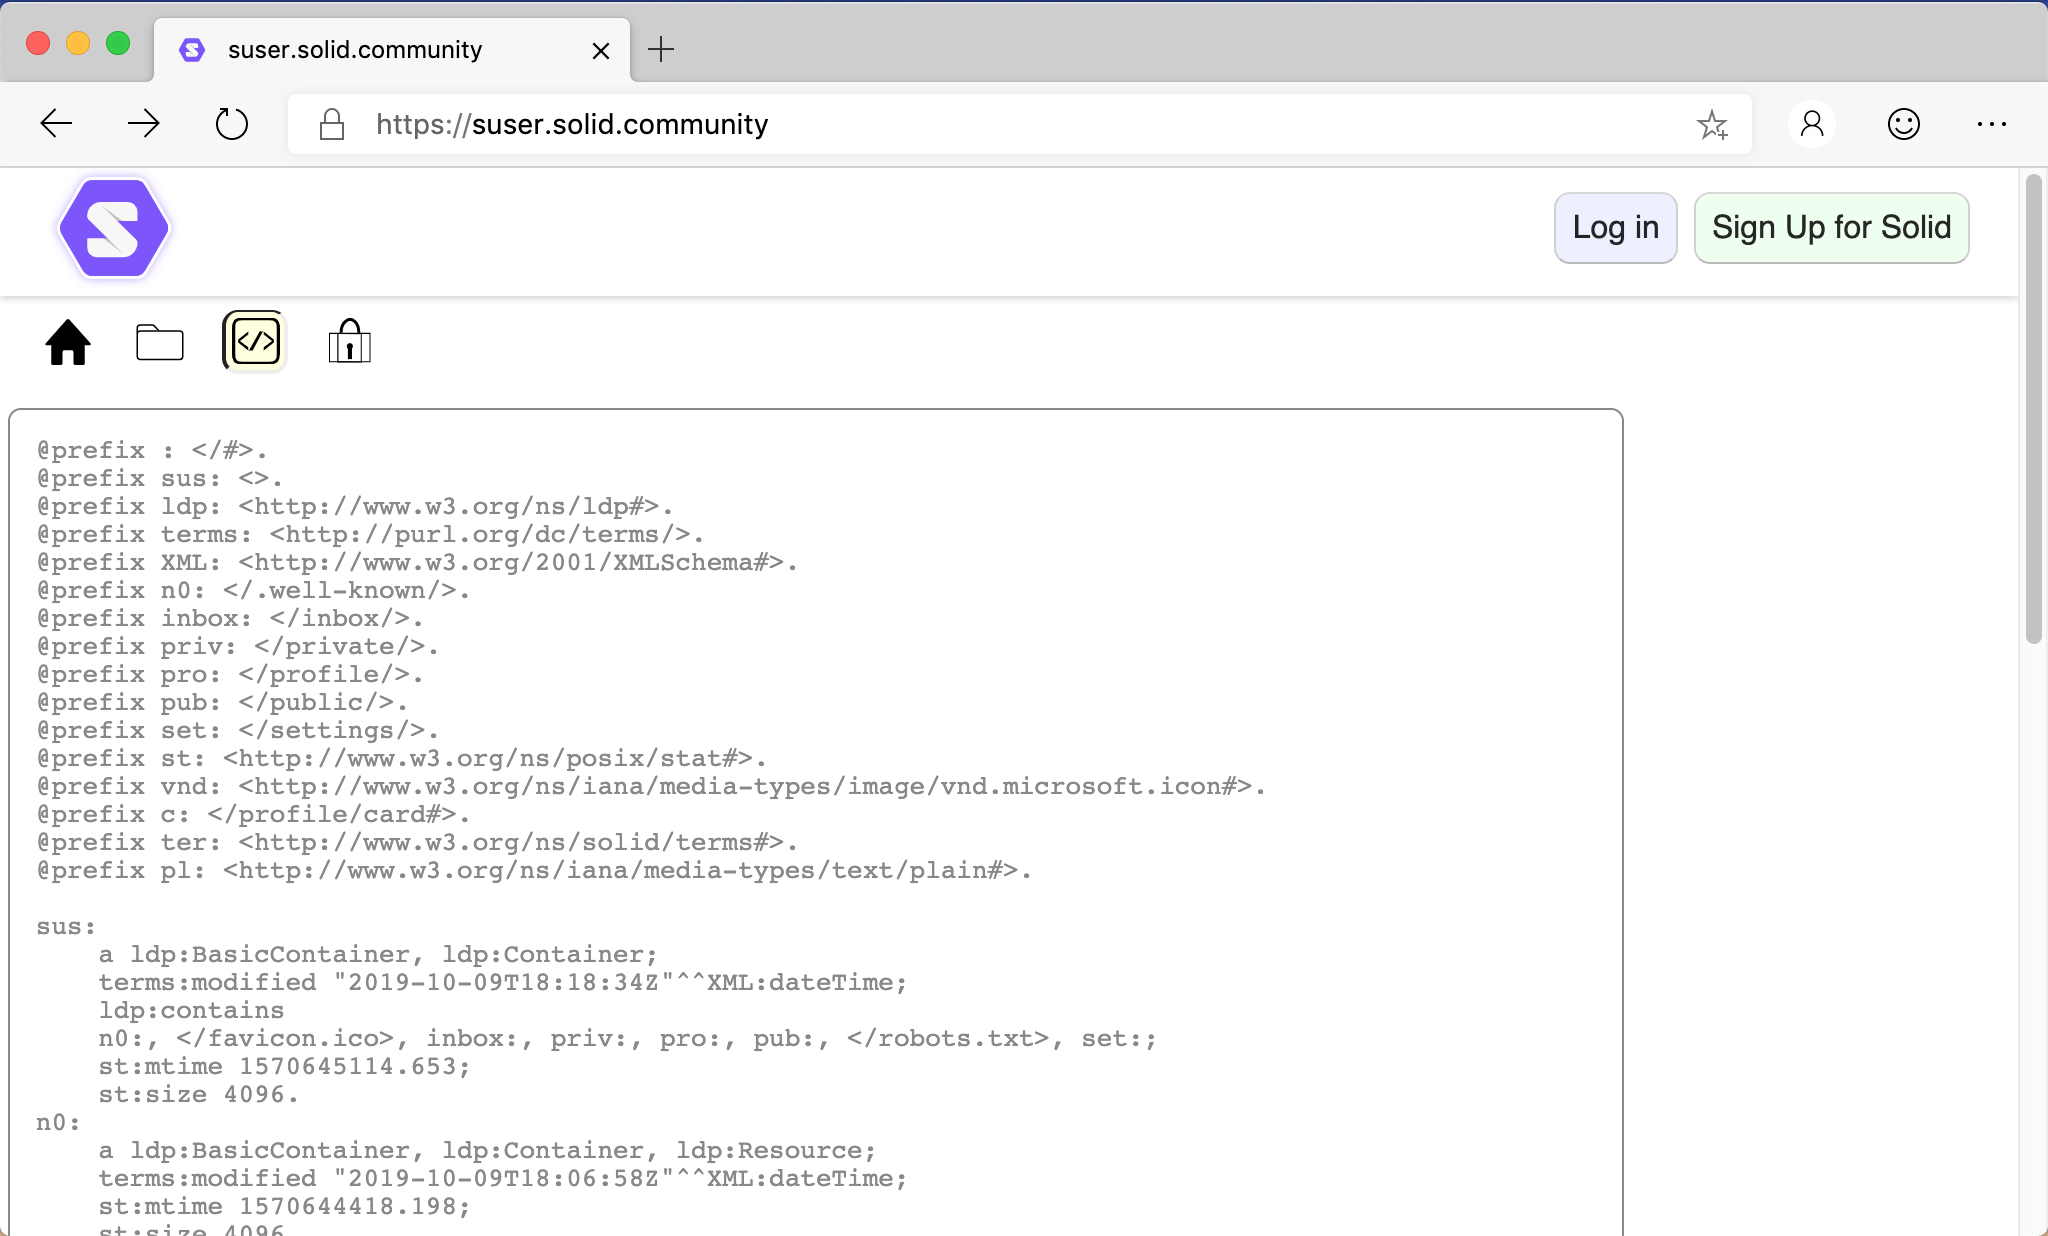 suser.solid.community
https://suser.solid.community
Log in
Sign Up for Solid
</>
@prefix : </#>.
@prefix sus: <>.
@prefix ldp: <http://www.w3.org/ns/ldp#>.
@prefix terms: <http://purl.org/dc/terms/>.
@prefix XML: <http://www.w3.org/2001/XMLSchema#>.
@prefix n0: </.well-known/>.
@prefix inbox: </inbox/>.
@prefix priv: </private/>.
@prefix pro: </profile/>.
@prefix pub: </public/>.
@prefix set: </settings/>.
@prefix st: <http://www.w3.org/ns/posix/stat#>.
@prefix vnd: <http://www.w3.org/ns/iana/media-types/image/vnd.microsoft.icon#>.
@prefix c: </profile/card#>.
@prefix ter: <http://www.w3.org/ns/solid/terms#>.
@prefix pl: <http://www.w3.org/ns/iana/media-types/text/plain#>.
sus:
a ldp:BasicContainer, ldp:Container;
terms:modified "2019-10-09T18:18:34Z"^^XML:dateTime;
ldp:contains
n0:, </favicon.ico>, inbox:, priv:, pro:, pub:, </robots.txt>, set:;
st:mtime 1570645114.653;
st:size 4096.
n0:
a ldp:BasicContainer, ldp:Container, ldp:Resource;
terms:modified "2019-10-09T18:06:58Z"^^XML:dateTime;
st:mtime 1570644418.198;
st:size 4096